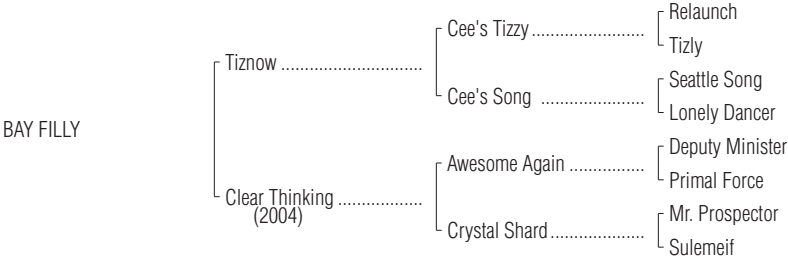 Relaunch
Cee's Tizzy ........................
Tizly
Tiznow ..............................
Seattle Song
Cee's Song ......................
Lonely Dancer
BAY FILLY
Deputy Minister
Awesome Again ................
Primal Force
Clear Thinking ..................
(2004)
Mr. Prospector
Crystal Shard....................
Sulemeif